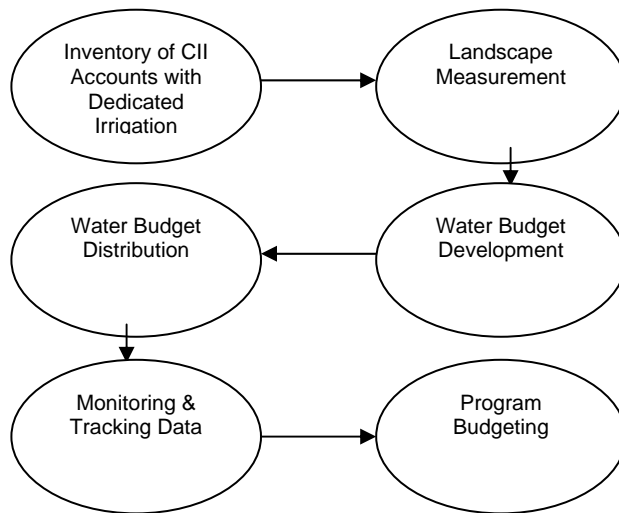 Inventory of CII
Accounts with
Dedicated
Irrigation
Landscape
Measurement
Water Budget
Development
Water Budget
Distribution
Monitoring &
Tracking Data
Program
Budgeting